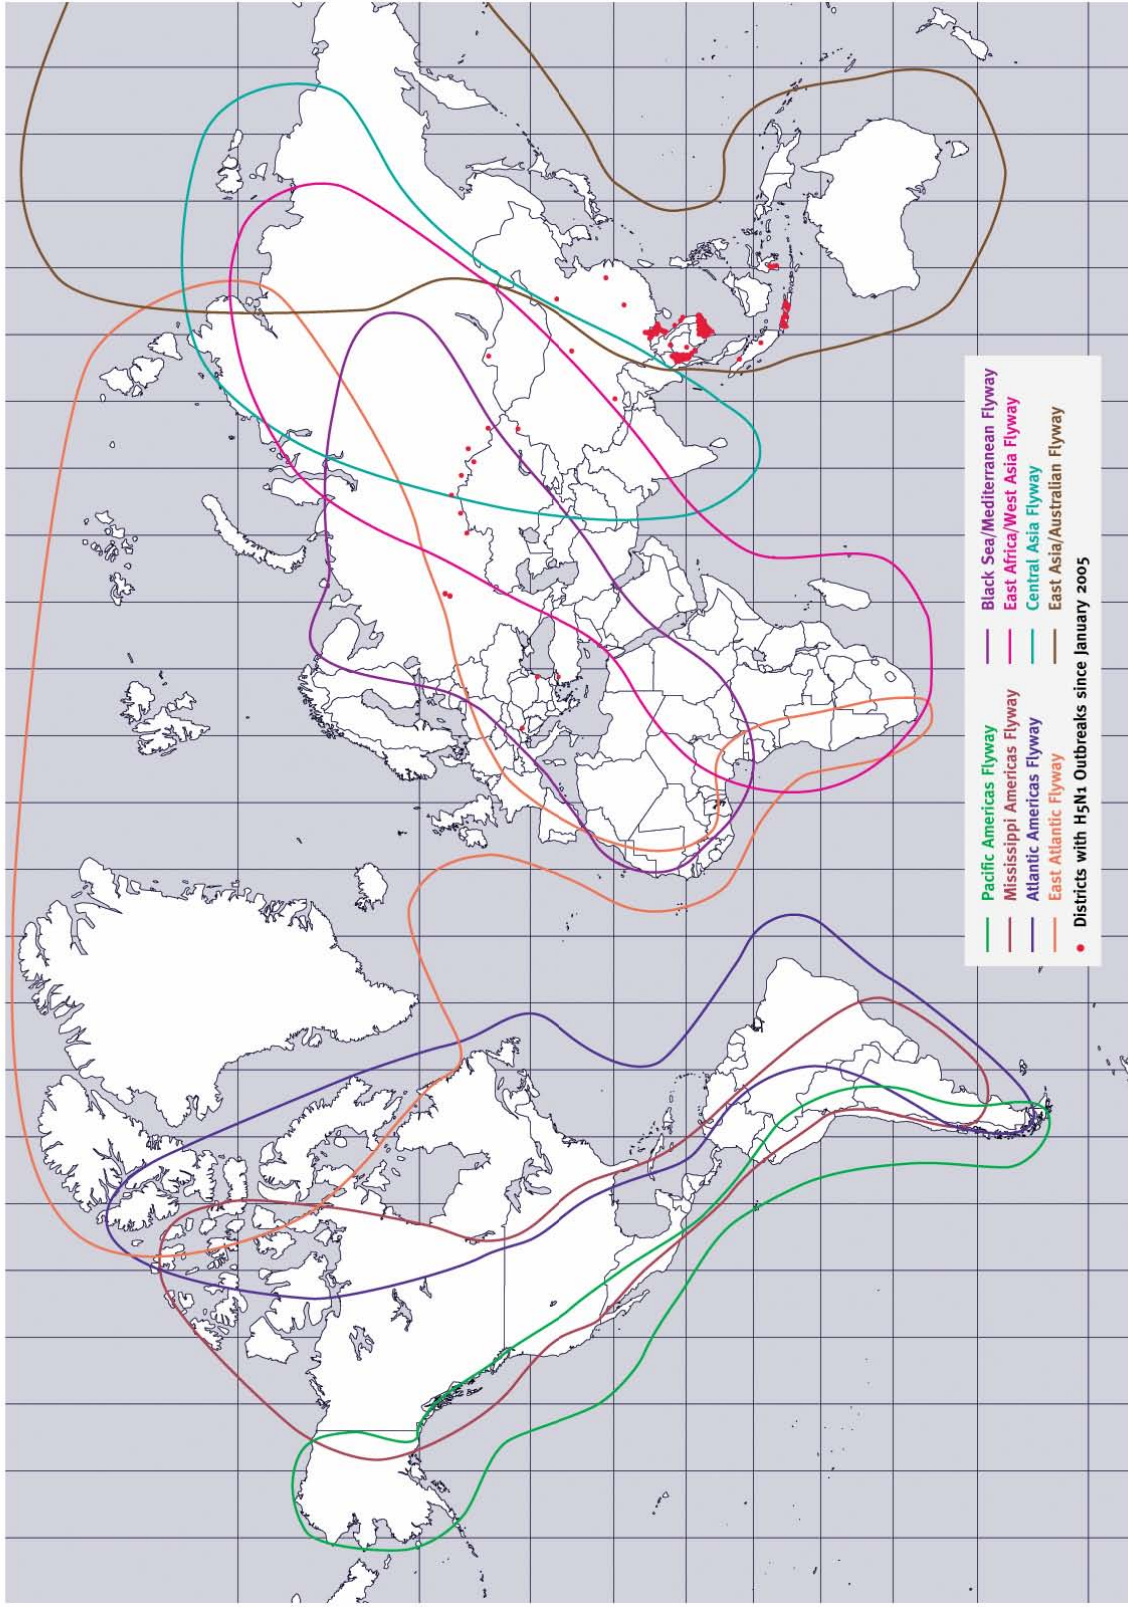 Pacific Americas Flyway
Mississippi Americas Flyway
Atlantic Americas Flyway
East Atlantic Flyway
Black Sea/Mediterranean Flyway
East Africa/West Asia Flyway
Central Asia Flyway
East Asia/Australian Flyway
Districts with H5N1 Outbreaks since January 2005